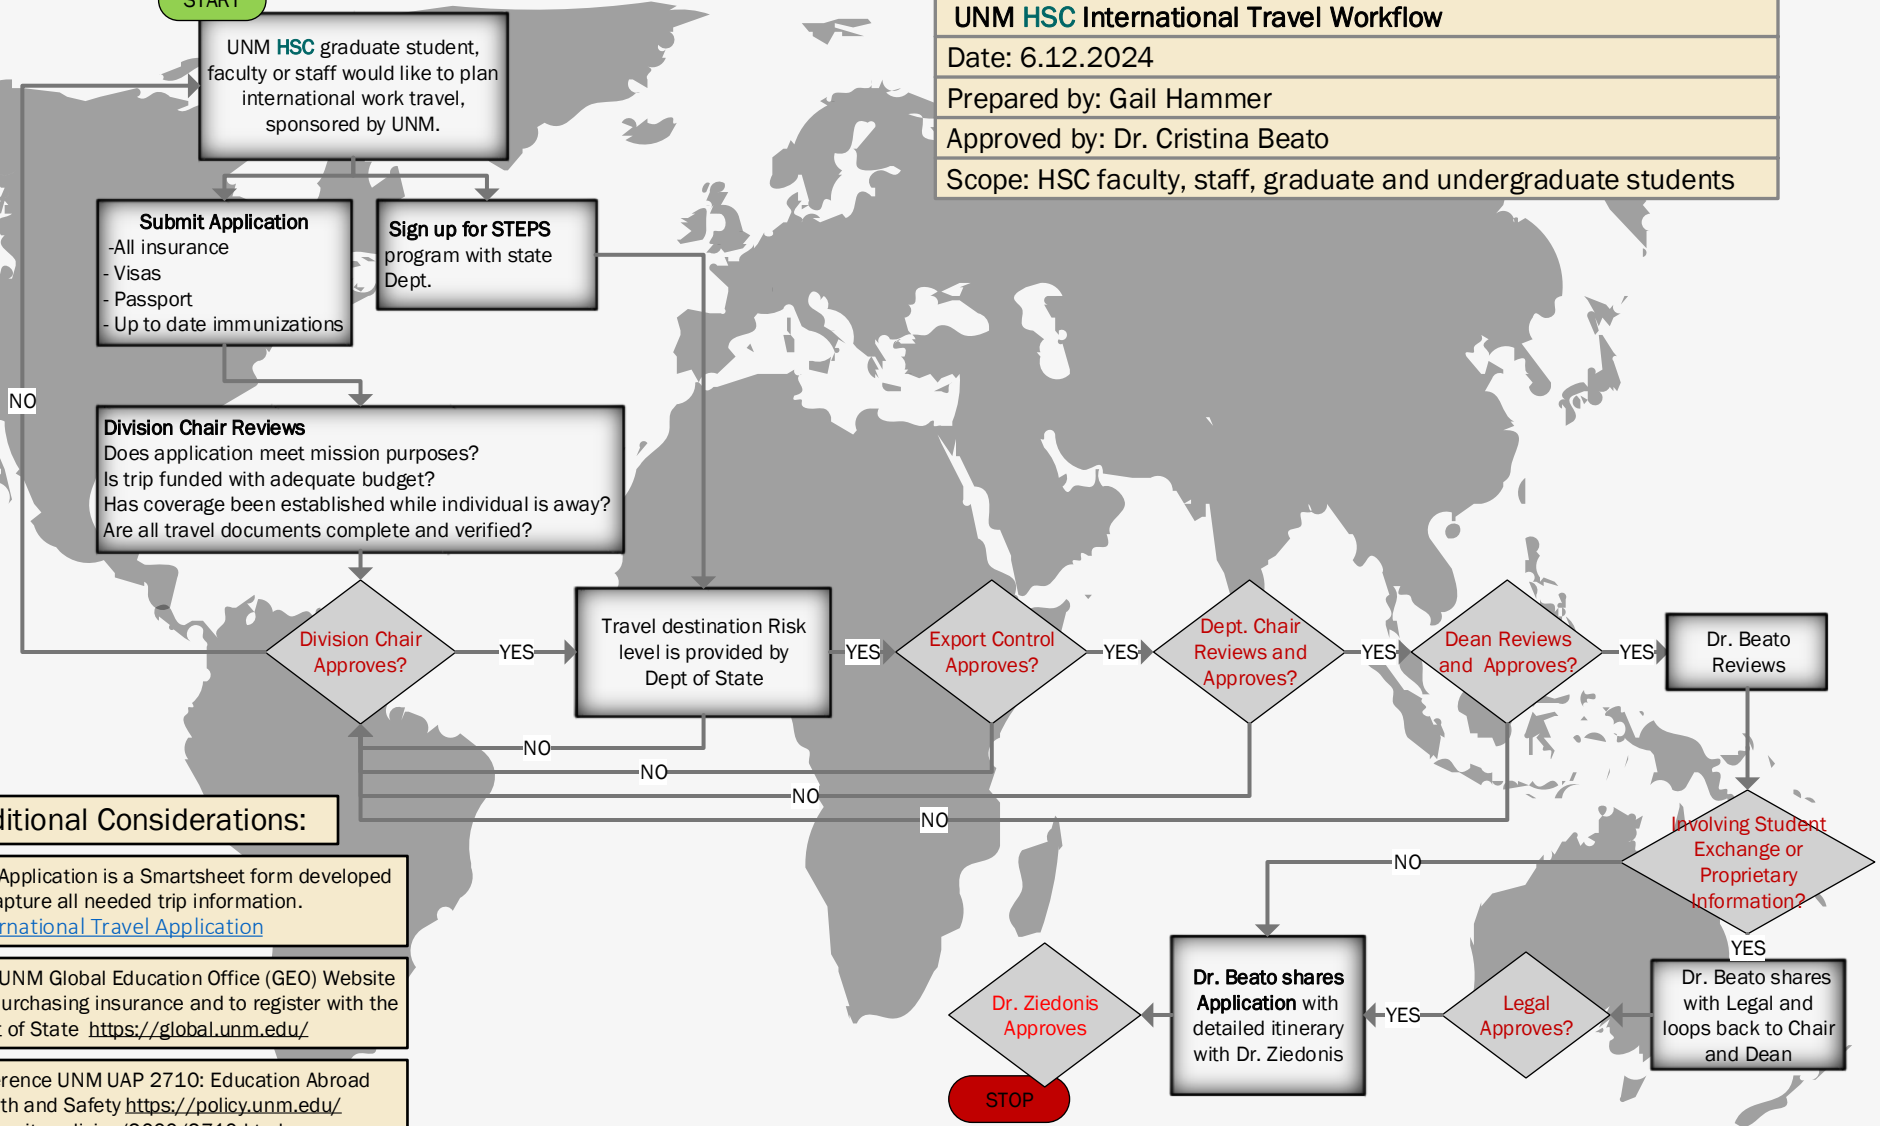 START
UNM HSC graduate student,
faculty or staff would like to plan
international work travel,
sponsored by UNM.
UNM HSC International Travel Workflow
Date: 6.12.2024
Prepared by: Gail Hammer
Approved by: Dr. Cristina Beato
Scope: HSC faculty, staff, graduate and undergraduate students
Submit Application
-All insurance
- Visas
- Passport
- Up to date immunizations
Sign up for STEPS
program with state
Dept.
NO
Division Chair Reviews
Does application meet mission purposes?
Is trip funded with adequate budget?
Has coverage been established while individual is away?
Are all travel documents complete and verified?
Division Chair
Approves?
YES
Travel destination Risk
level is provided by
Dept of State
YES
Export Control
Approves?
YES
Dept. Chair
Reviews and
Approves?
YES
Dean Reviews
and Approves?
YES
Dr. Beato
Reviews
NO
NO
NO
NO
Involving Student
Exchange or
Proprietary
Information?
NO
YES
Dr. Beato shares
with Legal and
loops back to Chair
and Dean
Legal
Approves?
YES
Dr. Beato shares
Application with
detailed itinerary
with Dr. Ziedonis
Dr. Ziedonis
Approves
STOP
ditional Considerations:
Application is a Smartsheet form developed
apture all needed trip information.
rnational Travel Application
UNM Global Education Office (GEO) Website
urchasing insurance and to register with the
t of State https://global.unm.edu/
erence UNM UAP 2710: Education Abroad
th and Safety https://policy.unm.edu/